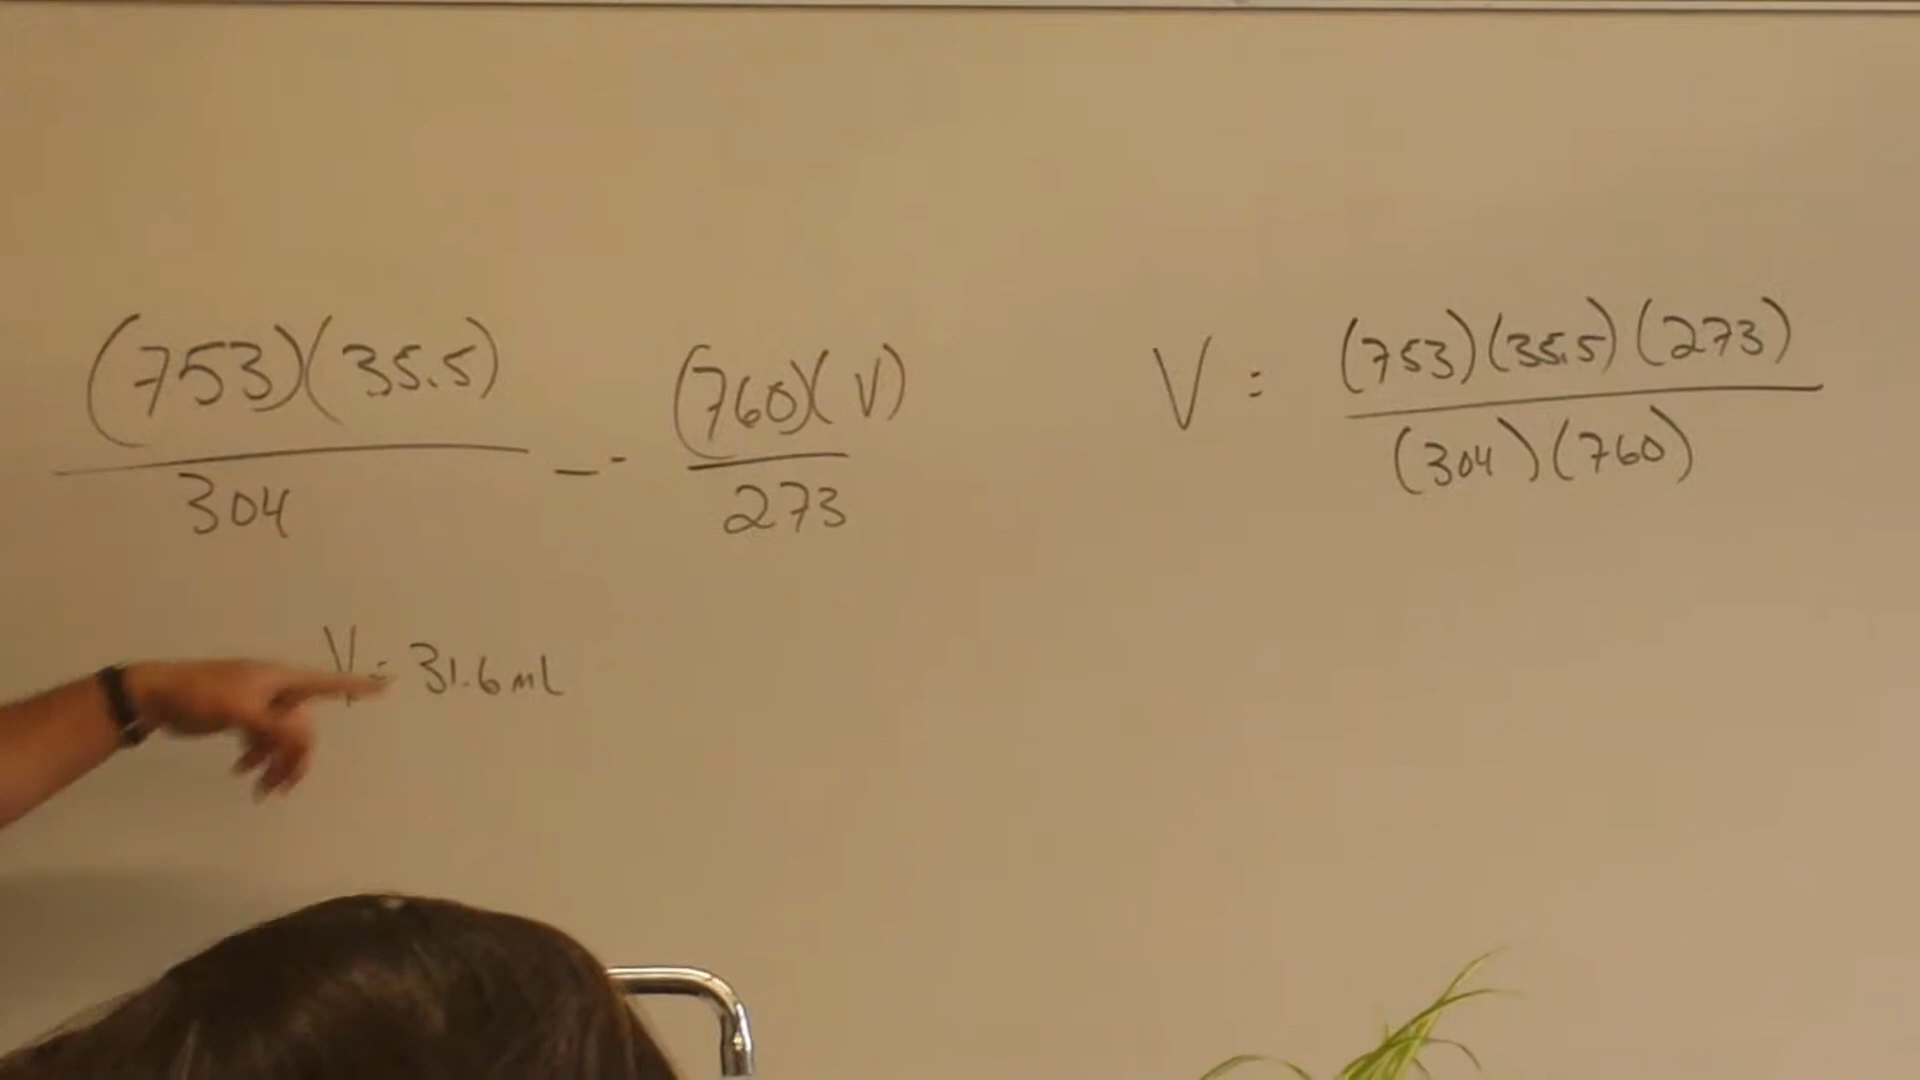 (753)(35.5) / 304 = (760)(V) / 273
V = (753)(35.5)(273) / (304)(760)
V = 31.6 mL